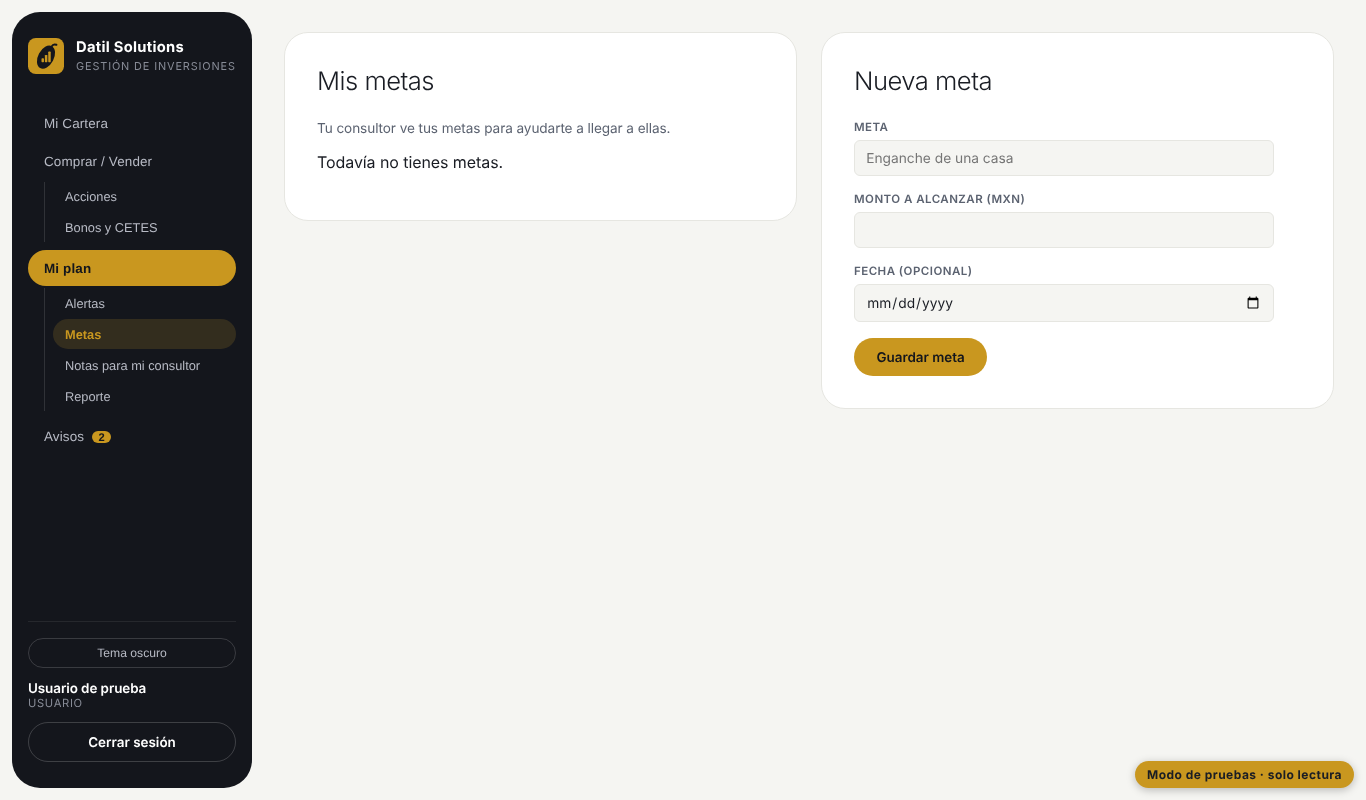 Datil Solutions
GESTIÓN DE INVERSIONES
Mi Cartera
Comprar / Vender
Acciones
Bonos y CETES
Mi plan
Alertas
Metas
Notas para mi consultor
Reporte
Avisos 2
Tema oscuro
Usuario de prueba
USUARIO
Cerrar sesión
Mis metas
Tu consultor ve tus metas para ayudarte a llegar a ellas.
Todavía no tienes metas.
Nueva meta
META
Enganche de una casa
MONTO A ALCANZAR (MXN)
FECHA (OPCIONAL)
mm/dd/yyyy
Guardar meta
Modo de pruebas · solo lectura